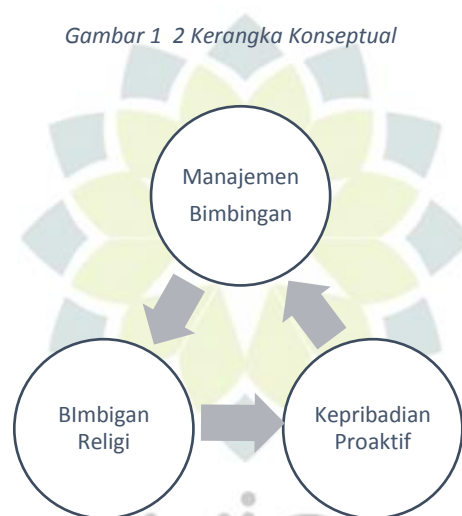 Gambar 1 2 Kerangka Konseptual
Manajemen
Bimbingan
BImbigan
Religi
Kepribadian
Proaktif